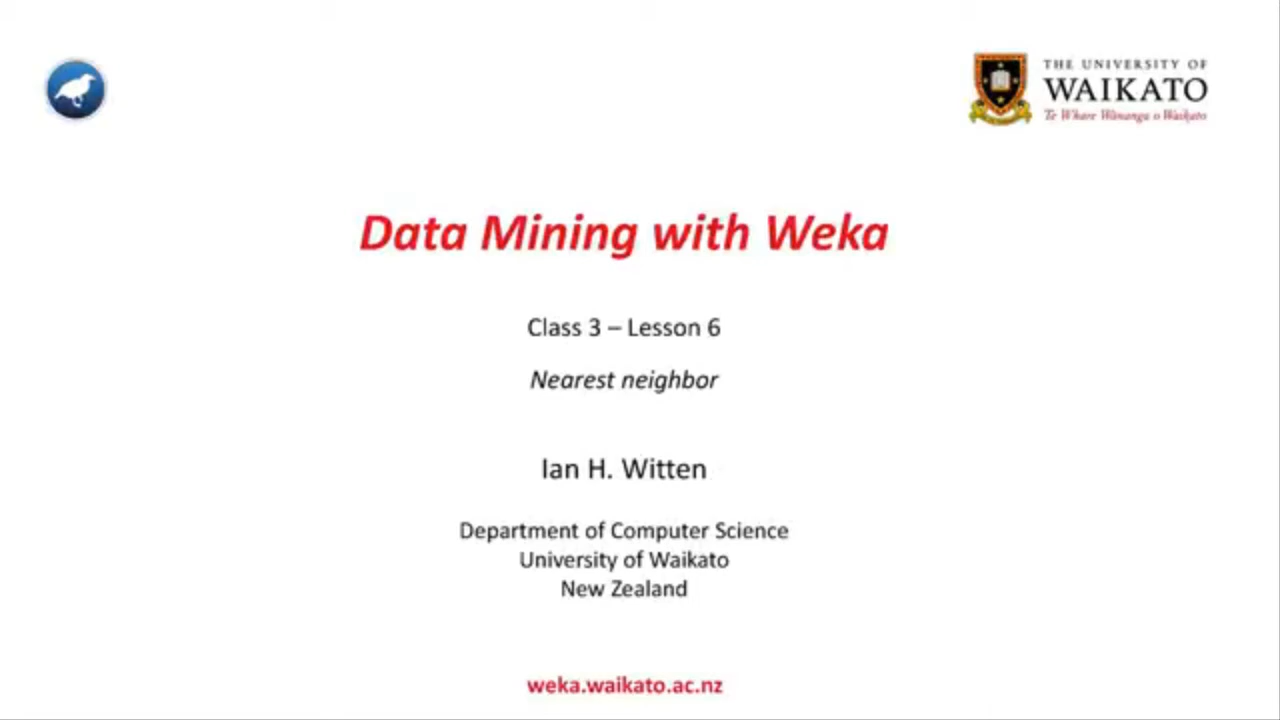 THE UNIVERSITY OF
WAIKATO
Te Whare Wānanga o Waikato
Data Mining with Weka
Class 3 – Lesson 6
Nearest neighbor
Ian H. Witten
Department of Computer Science
University of Waikato
New Zealand
weka.waikato.ac.nz